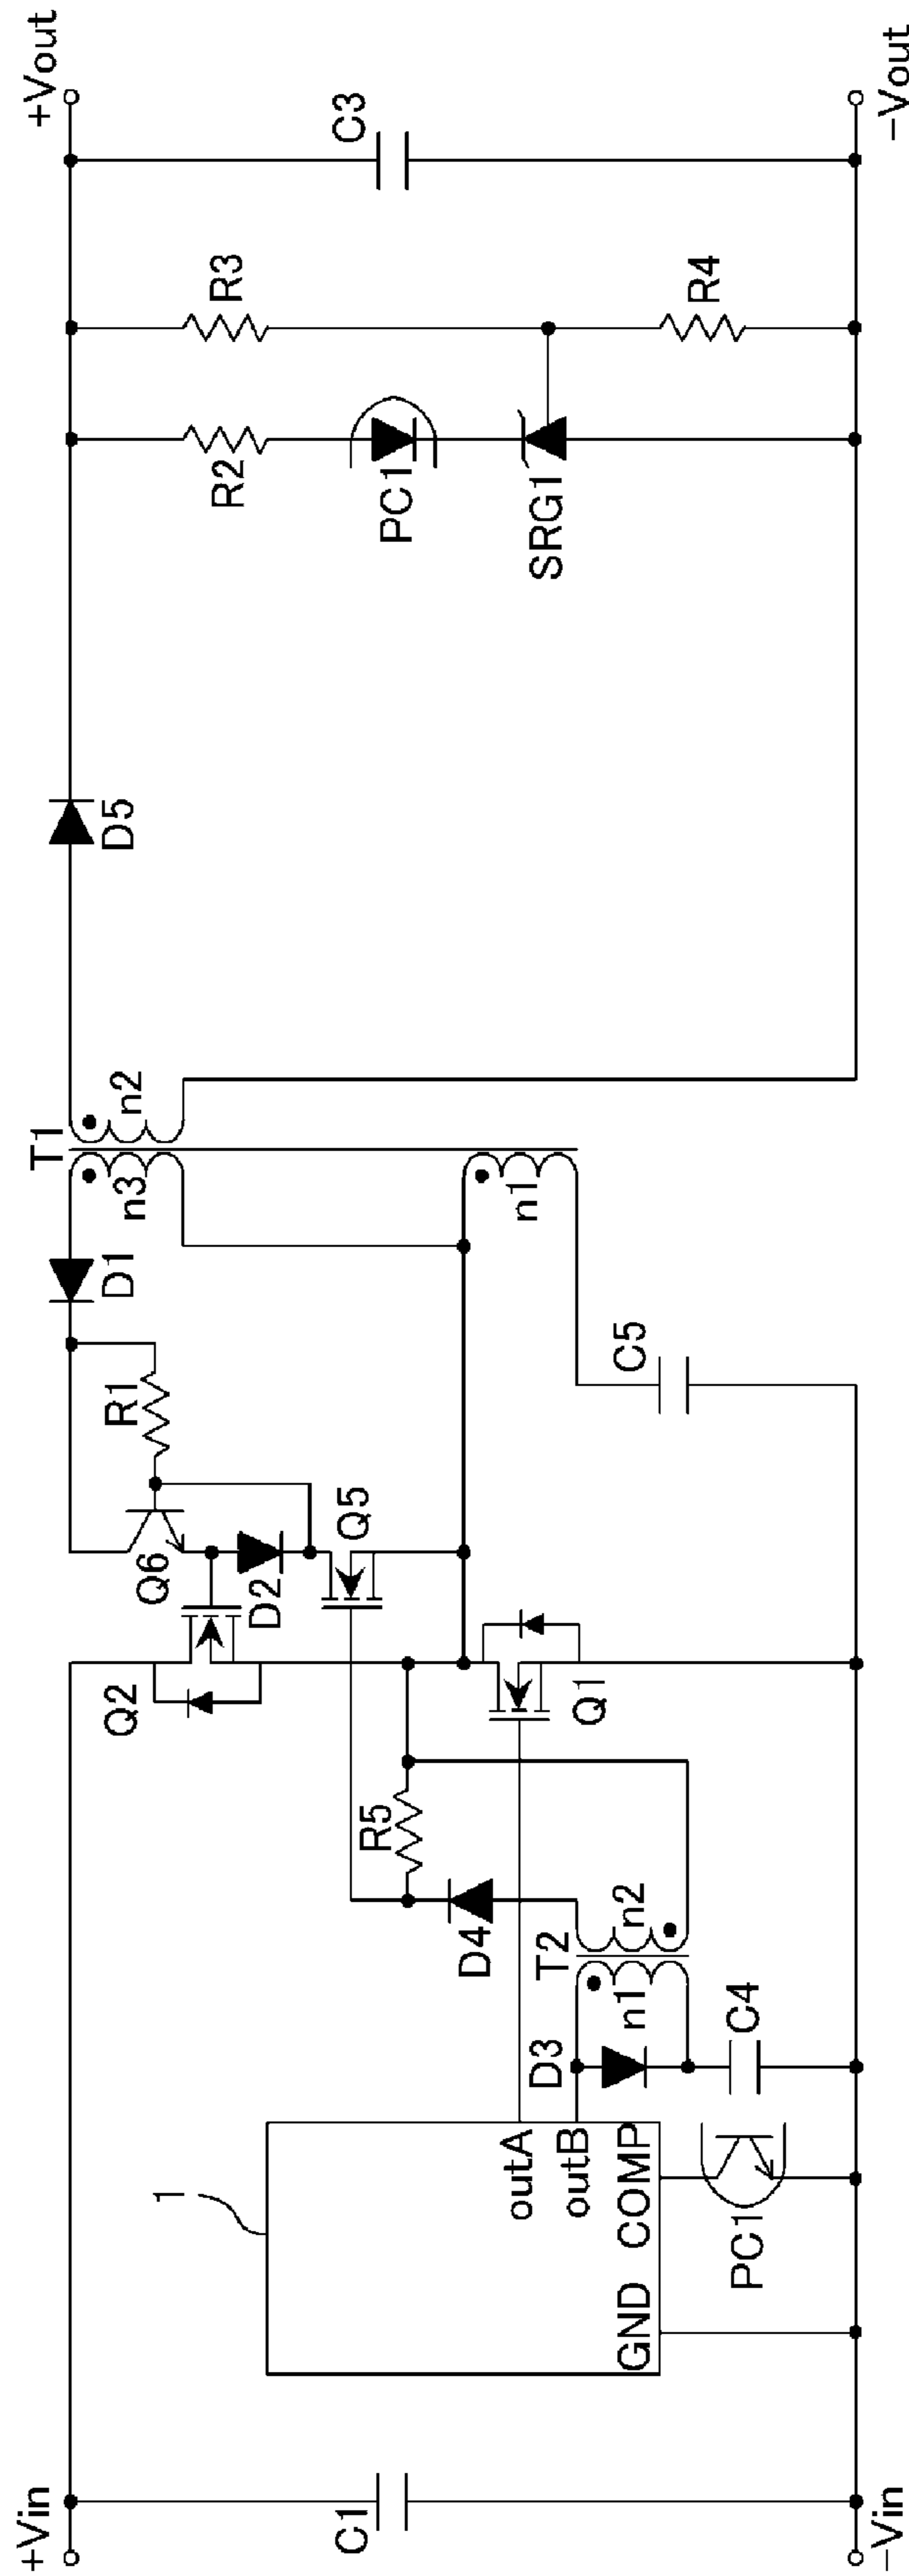 +Vin
-Vin
C1
1
GND
COMP
outA
outB
PC1
C4
D3
n1
T2
n2
D4
R5
Q1
Q2
D2
Q6
Q5
R1
D1
C5
T1
n3
n2
n1
D5
R2
PC1
SRG1
R3
R4
C3
+Vout
-Vout